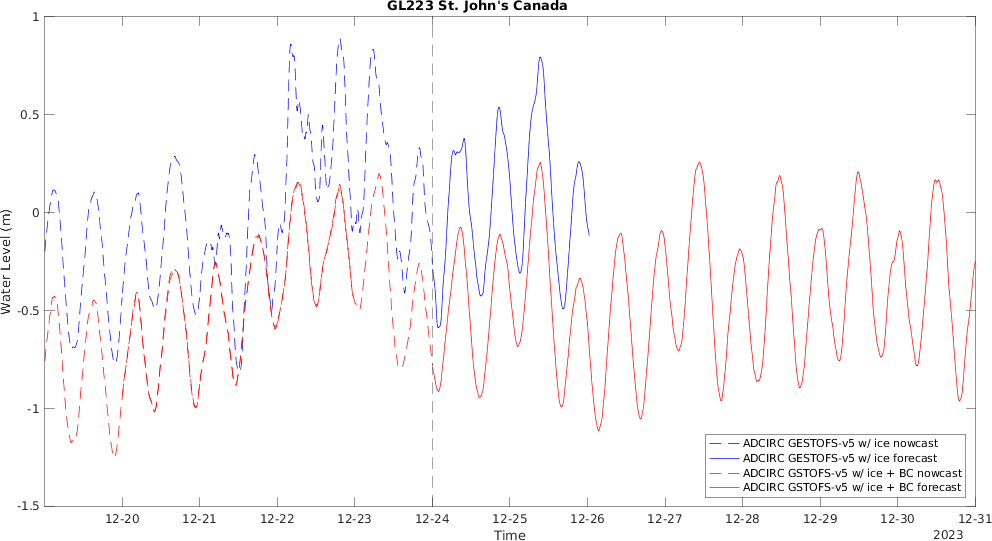 GL223 St. John's Canada
1
0.5
0
-0.5
-1
-1.5
Water Level (m)
12-20 12-21 12-22 12-23 12-24 12-25 12-26 12-27 12-28 12-29 12-30 12-31
Time
2023
ADCIRC GESTOFS-v5 w/ ice nowcast
ADCIRC GESTOFS-v5 w/ ice forecast
ADCIRC GSTOFS-v5 w/ ice + BC nowcast
ADCIRC GSTOFS-v5 w/ ice + BC forecast